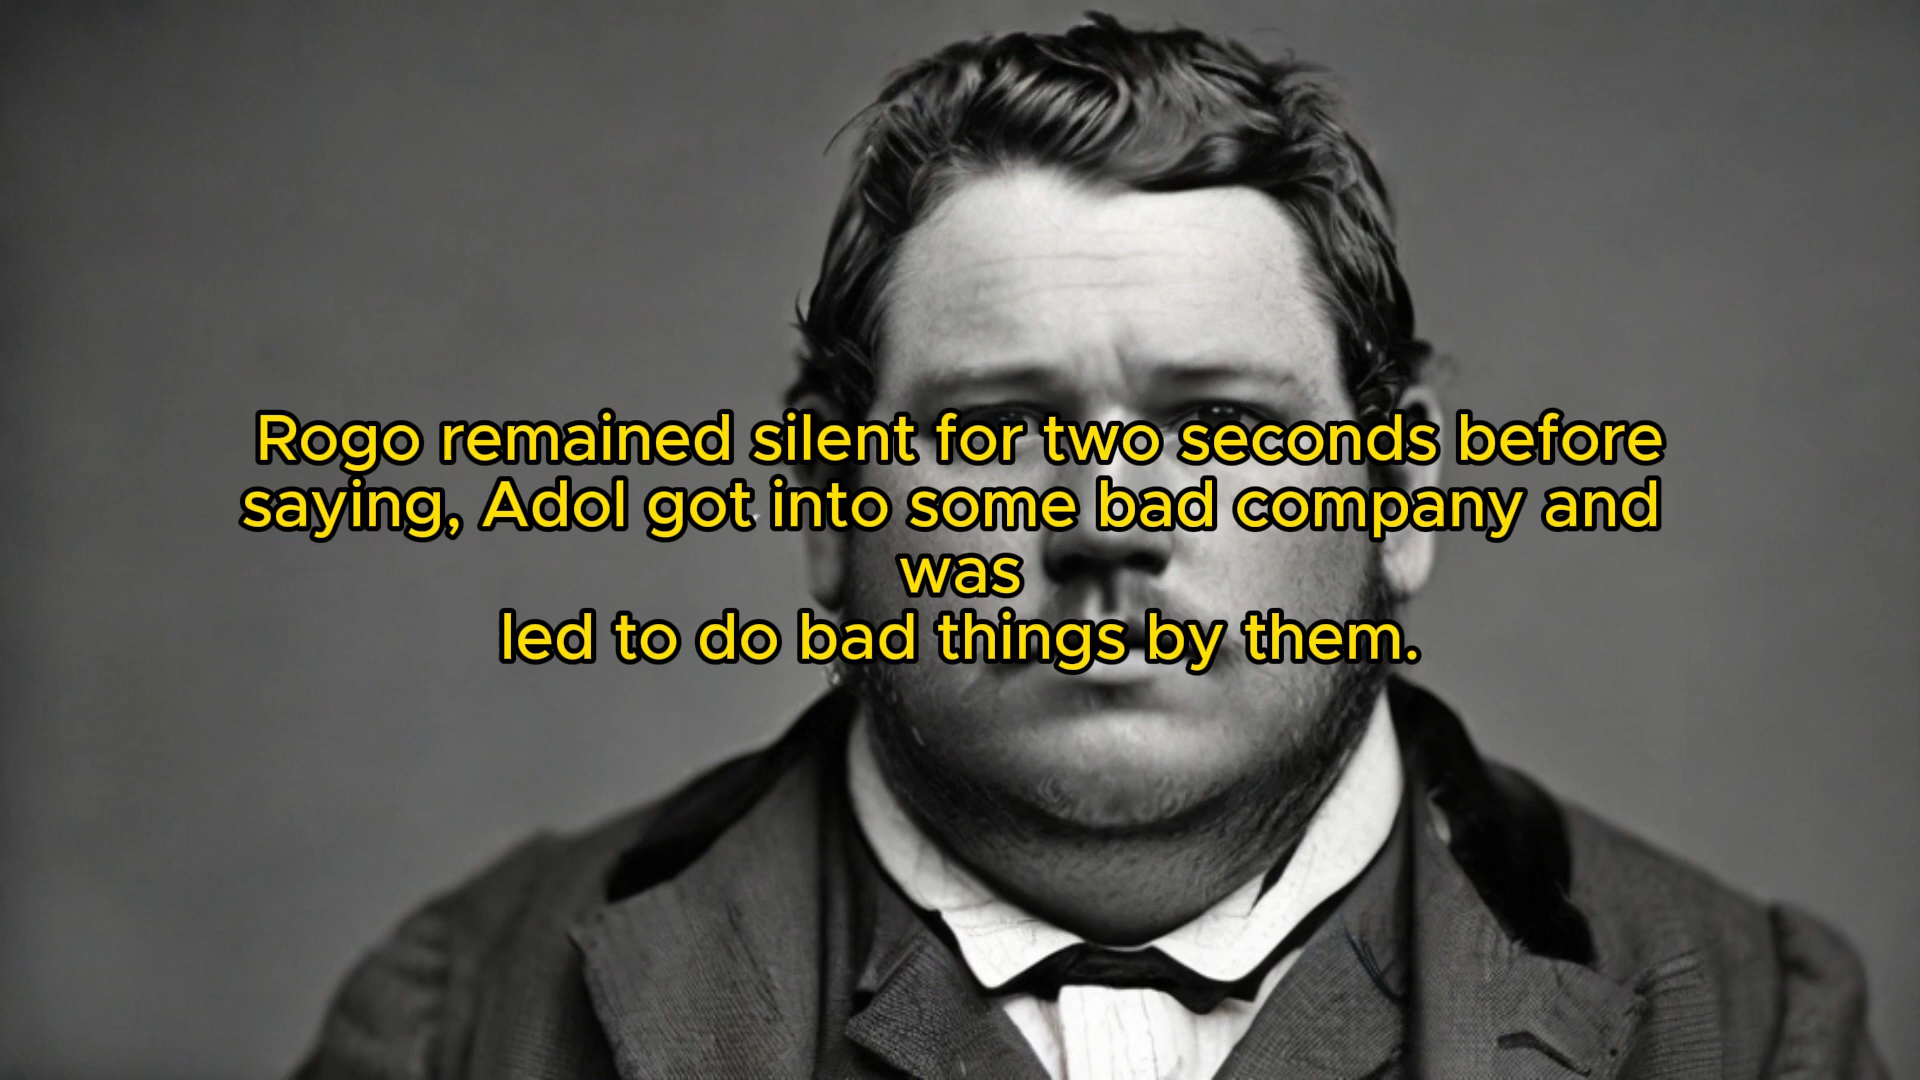 Rogo remained silent for two seconds before
saying, Adol got into some bad company and
was
led to do bad things by them.